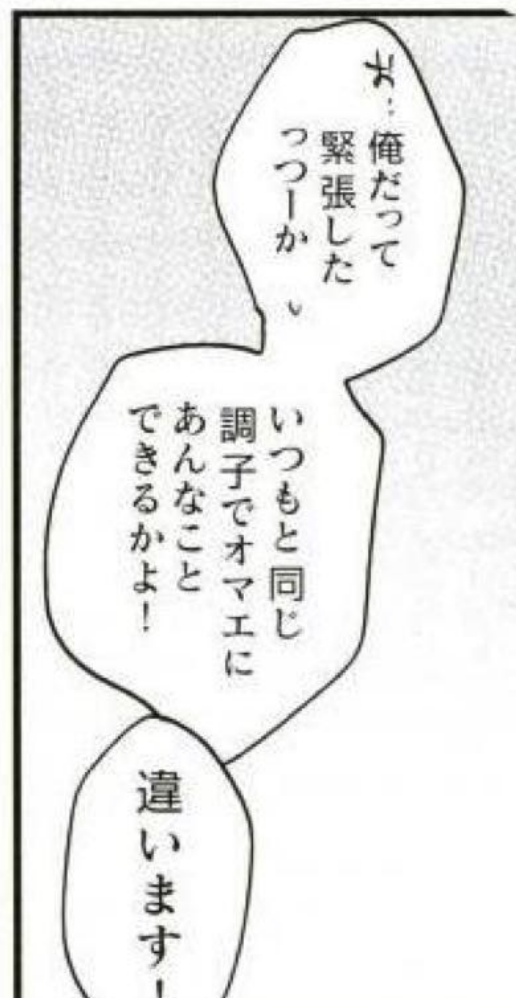 お…俺だって
緊張した
っつーか
いつもと同じ
調子でオマエに
あんなこと
できるかよ！
違います！